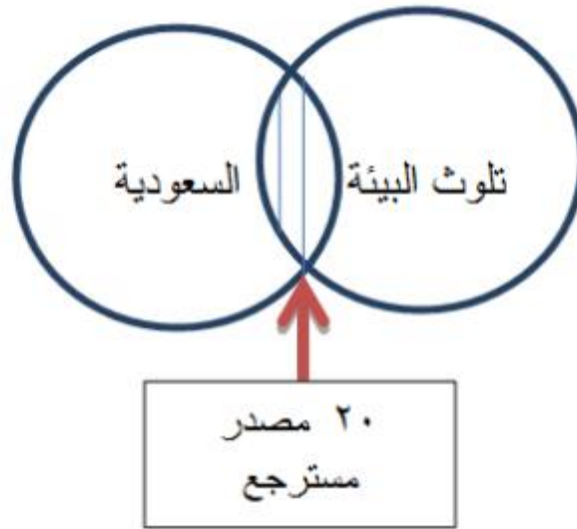 تلوث البيئة
السعودية
٢٠ مصدر
مسترجع